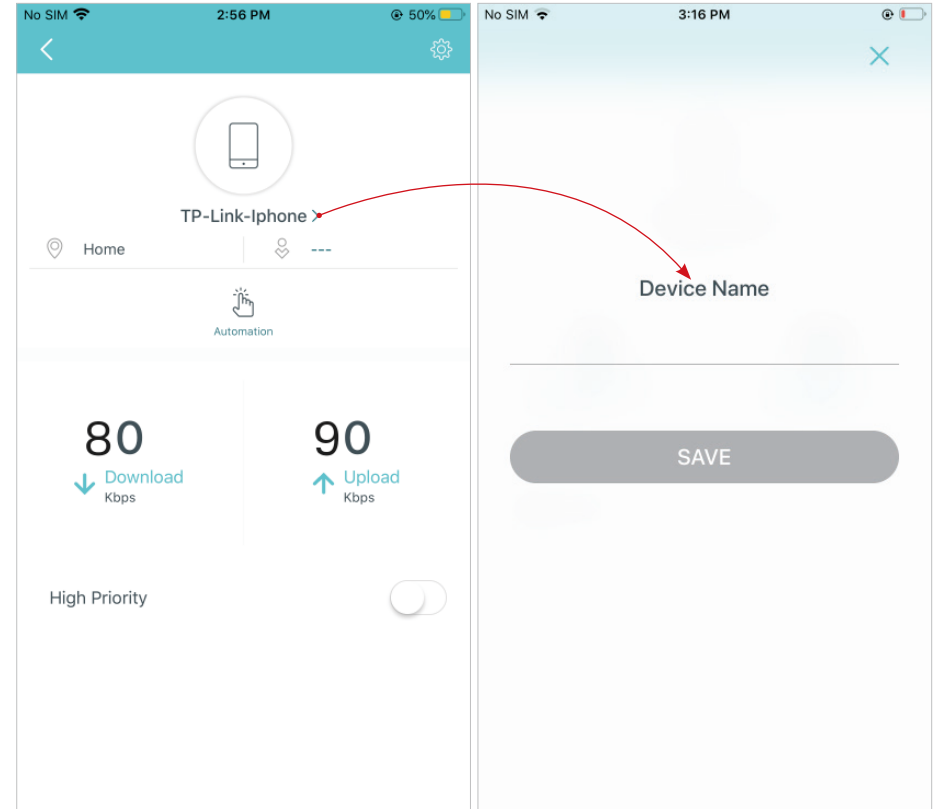 No SIM 2:56 PM 50%
TP-Link-Iphone
Home ---
Automation
80 90
Download Upload
Kbps Kbps
High Priority
No SIM 3:16 PM
Device Name
SAVE